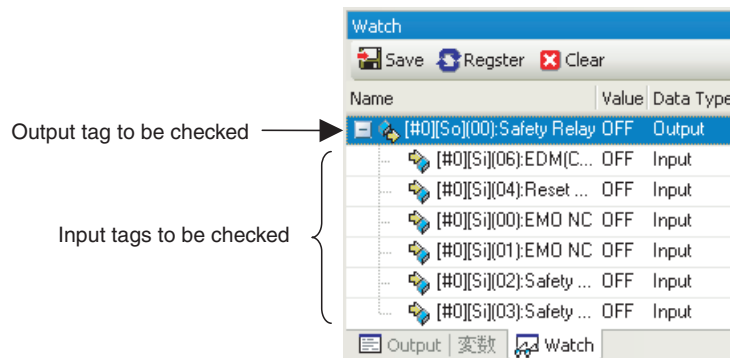 Watch
Save Regster Clear
Name Value Data Type
Output tag to be checked [#0][So](00):Safety Relay OFF Output
[#0][Si](06):EDM(C... OFF Input
[#0][Si](04):Reset ... OFF Input
Input tags to be checked [#0][Si](00):EMO NC OFF Input
[#0][Si](01):EMO NC OFF Input
[#0][Si](02):Safety ... OFF Input
[#0][Si](03):Safety ... OFF Input
Output 変数 Watch